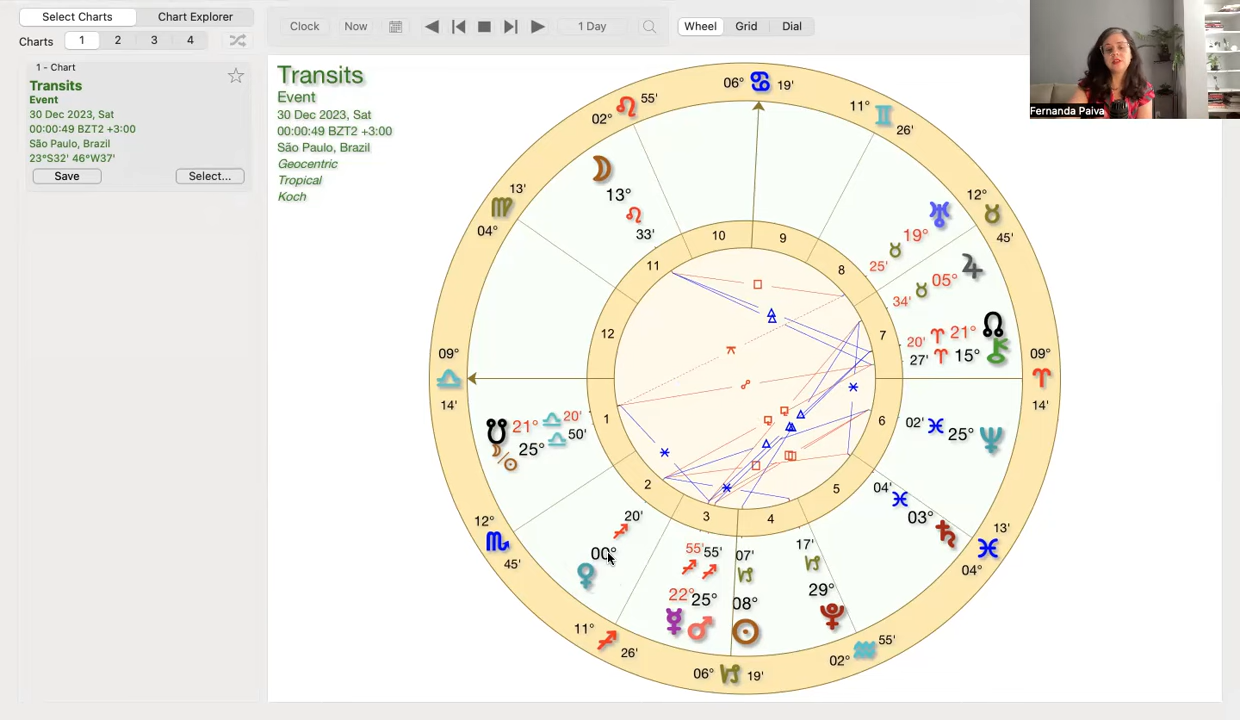 Select Charts
Chart Explorer
Clock
Now
1 Day
Wheel
Grid
Dial
Charts
1
2
3
4
1 - Chart
Transits
Event
30 Dec 2023, Sat
00:00:49 BZT2 +3:00
São Paulo, Brazil
23°S32' 46°W37'
Save
Select...
Transits
Event
30 Dec 2023, Sat
00:00:49 BZT2 +3:00
São Paulo, Brazil
Geocentric
Tropical
Koch
Fernanda Paiva
06° ♋ 19'
11° ♊ 26'
12° ♉ 45'
09° ♈ 14'
13' ♓ 04°
02° ♒ 55'
06° ♑ 19'
11° ♐ 26'
12° ♏ 45'
09° ♎ 14'
04° ♍ 13'
02° ♌ 55'
☽ 13° ♌ 33'
♅ 19° ♉ 25'
♃ 05° ♉ 34'
☊ 21° ♈ 20'
15° ♈ 27'
♆ 25° ♓ 02'
♄ 03° ♓ 04'
29° ♑ 17'
☉ 08° ♑ 07'
♂ 25° ♐ 55'
☿ 22° ♐ 55'
♀ 00° ♐ 20'
☋ 21° ♎ 20'
25° ♎ 50'
1
2
3
4
5
6
7
8
9
10
11
12